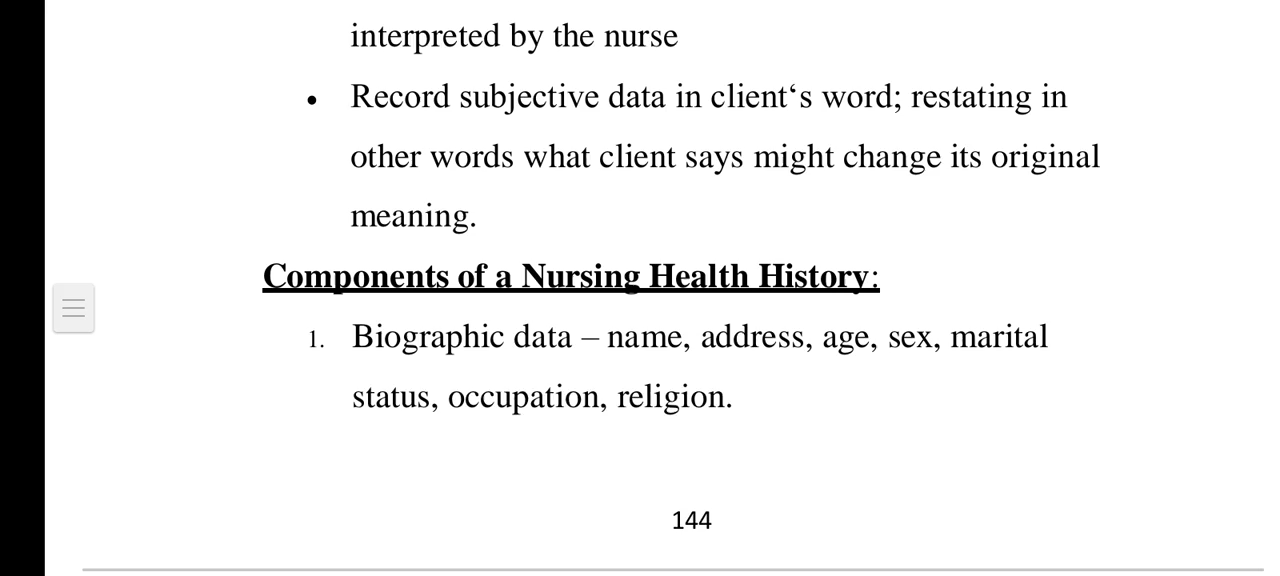 interpreted by the nurse
• Record subjective data in client‘s word; restating in
other words what client says might change its original
meaning.
Components of a Nursing Health History:
1. Biographic data – name, address, age, sex, marital
status, occupation, religion.
144